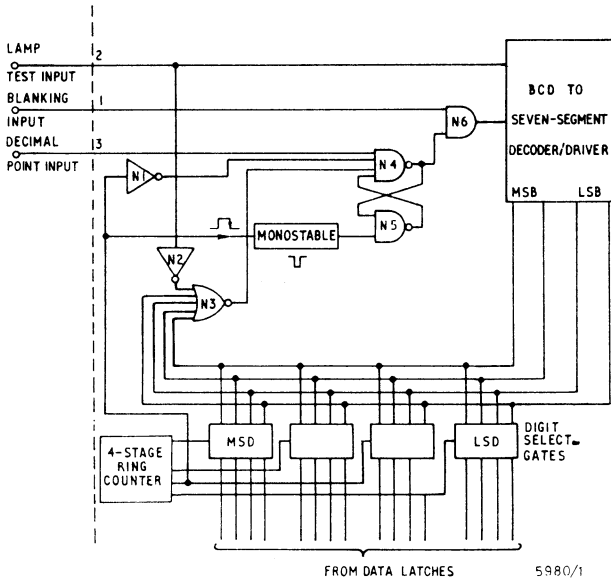 LAMP
TEST INPUT
2
BLANKING
INPUT
1
DECIMAL
POINT INPUT
3
BCD TO
SEVEN-SEGMENT
DECODER/DRIVER
MSB LSB
N6
N4
N1
N5
MONOSTABLE
N2
N3
4-STAGE
RING
COUNTER
MSD
LSD
DIGIT
SELECT
GATES
FROM DATA LATCHES
5980/1